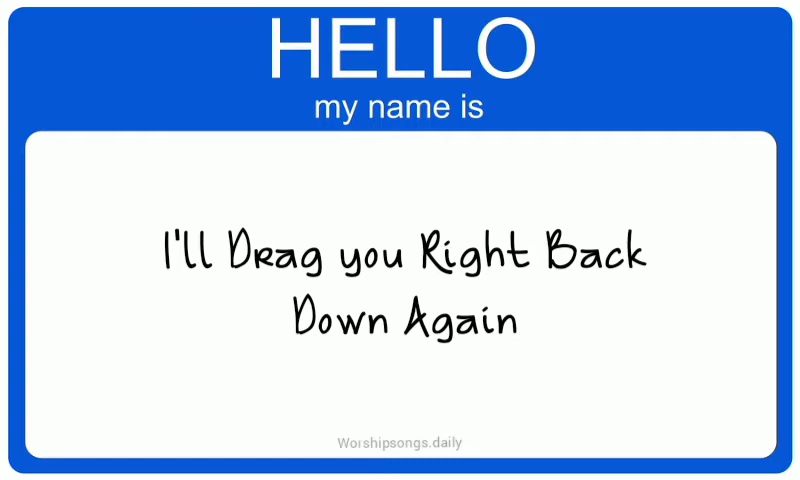 HELLO
my name is
I'll Drag you Right Back
Down Again
Worshipsongs.daily